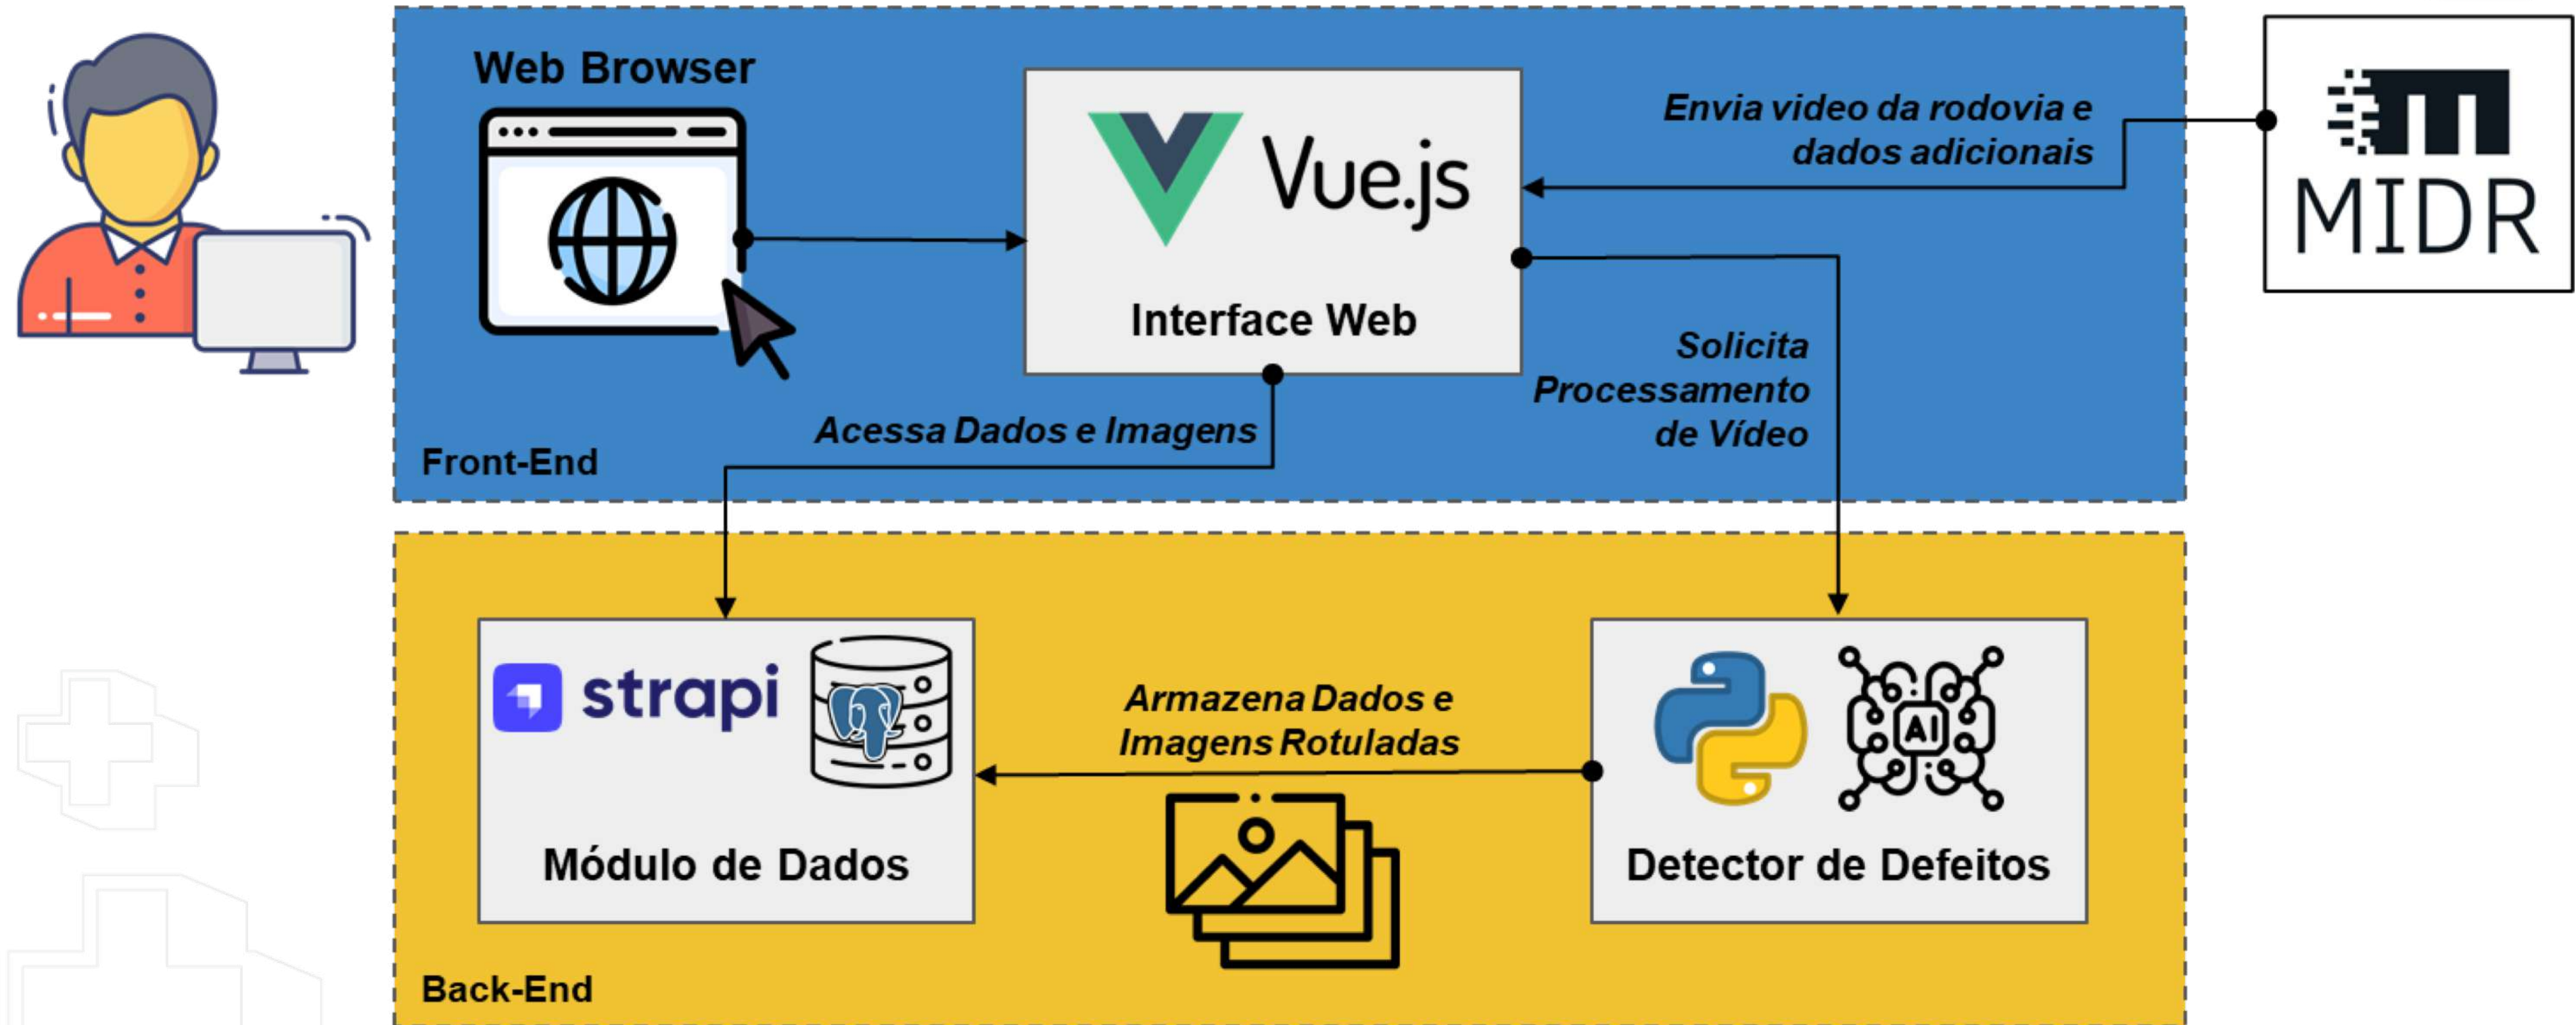 Web Browser
Vue.js
Interface Web
Envia video da rodovia e
dados adicionais
MIDR
Solicita
Processamento
de Vídeo
Acessa Dados e Imagens
Front-End
strapi
Módulo de Dados
Armazena Dados e
Imagens Rotuladas
AI
Detector de Defeitos
Back-End